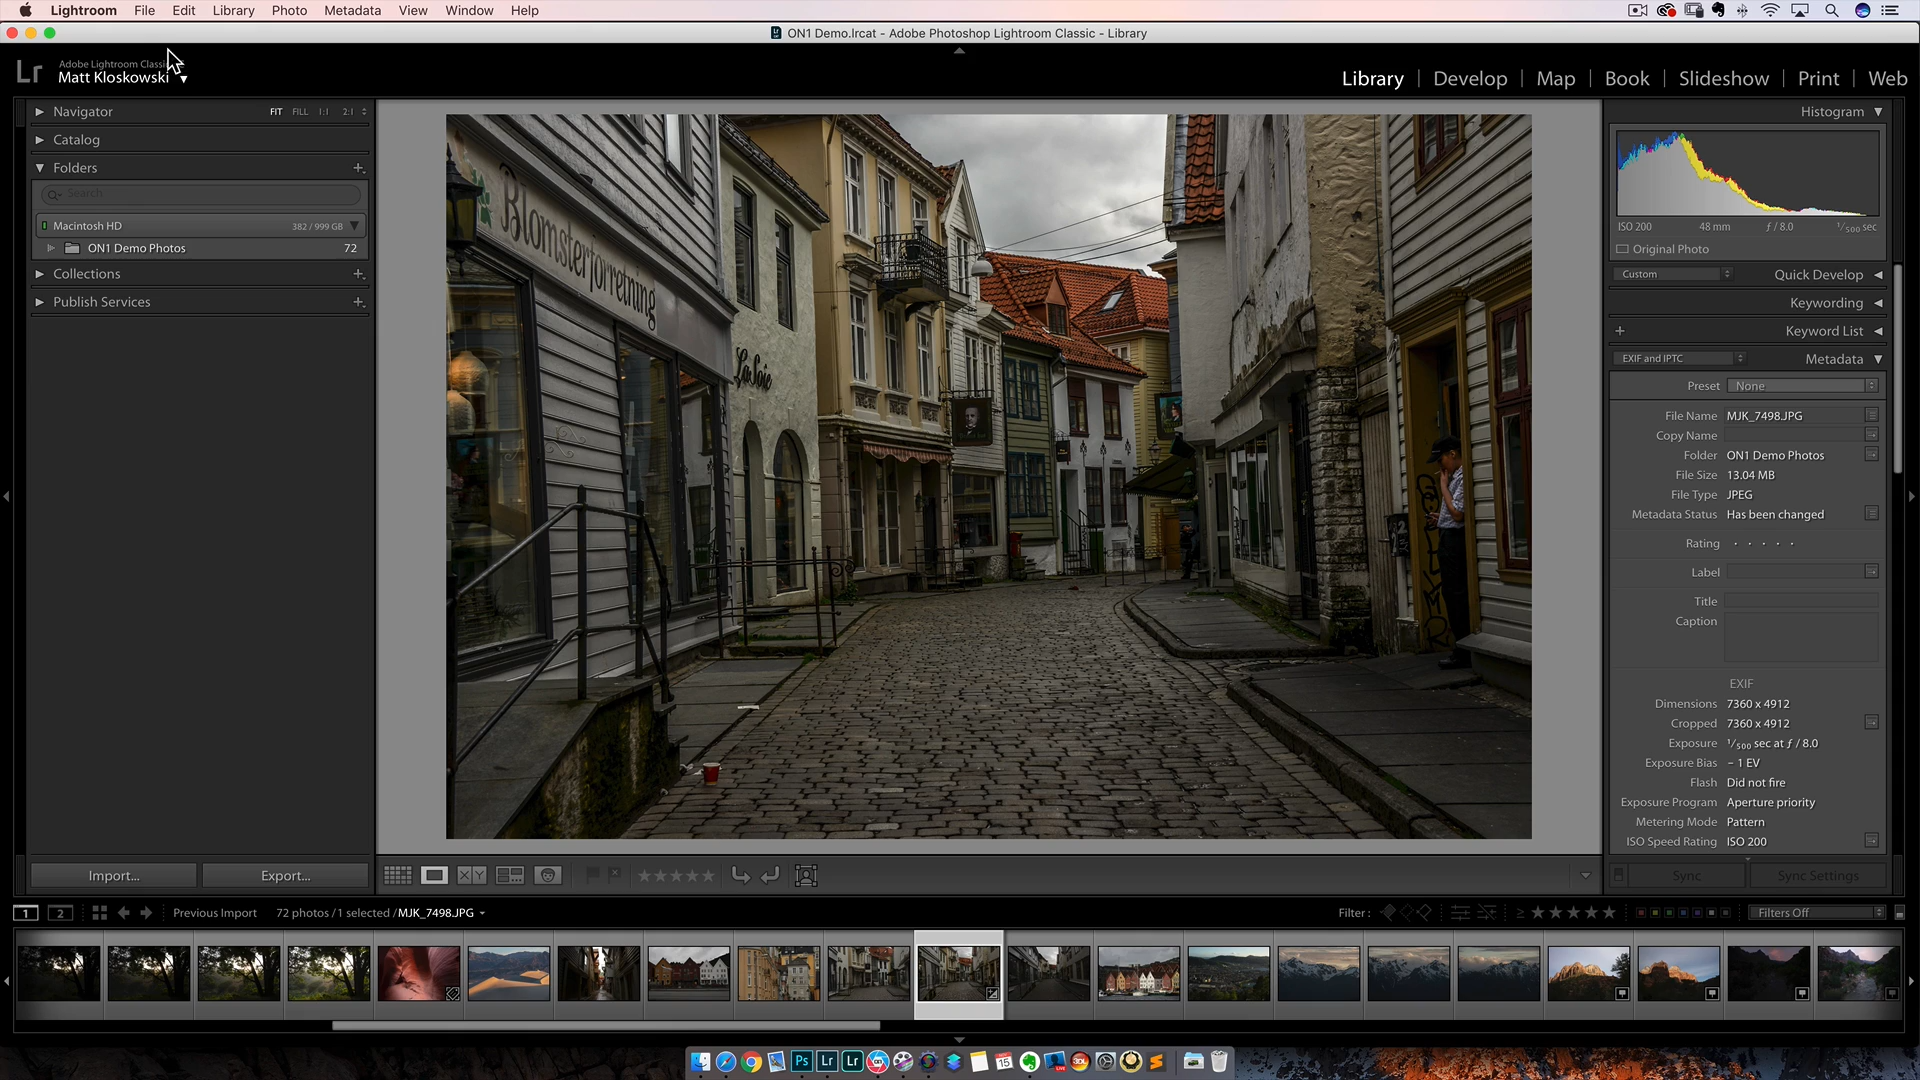 Lightroom File Edit Library Photo Metadata View Window Help
ON1 Demo.lrcat - Adobe Photoshop Lightroom Classic - Library
Lr
Adobe Lightroom Classic
Matt Kloskowski
Library Develop Map Book Slideshow Print Web
Navigator FIT FILL 1:1 2:1
Catalog
Folders
Search
Macintosh HD 382 / 999 GB
ON1 Demo Photos 72
Collections
Publish Services
Import... Export...
Blomsterforretning
LaSoie
Histogram
ISO 200 48 mm ƒ / 8.0 1/500 sec
Original Photo
Custom Quick Develop
Keywording
Keyword List
EXIF and IPTC Metadata
Preset None
File Name MJK_7498.JPG
Copy Name
Folder ON1 Demo Photos
File Size 13.04 MB
File Type JPEG
Metadata Status Has been changed
Rating
Label
Title
Caption
EXIF
Dimensions 7360 x 4912
Cropped 7360 x 4912
Exposure 1/500 sec at ƒ / 8.0
Exposure Bias - 1 EV
Flash Did not fire
Exposure Program Aperture priority
Metering Mode Pattern
ISO Speed Rating ISO 200
Sync Sync Settings
X Y
1 2 Previous Import 72 photos / 1 selected / MJK_7498.JPG Filter : Filters Off
Ps Lr Lr 15